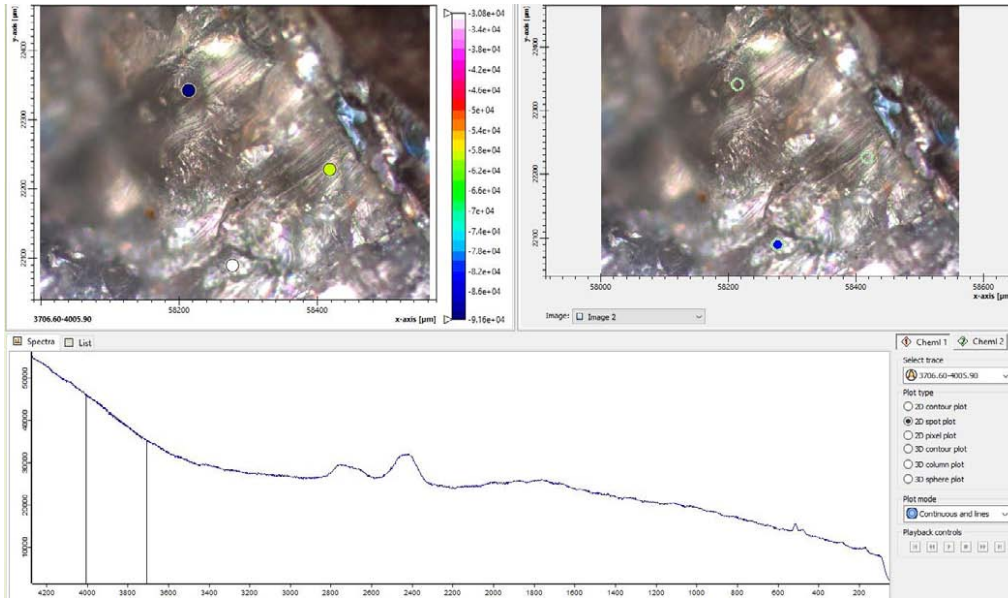 y-axis [µm]
22400
22300
22200
22100
58200
58400
3706.60-4005.90
x-axis [µm]
-3.08e+04
-3.4e+04
-3.8e+04
-4.2e+04
-4.6e+04
-5e+04
-5.4e+04
-5.8e+04
-6.2e+04
-6.6e+04
-7e+04
-7.4e+04
-7.8e+04
-8.2e+04
-8.6e+04
-9.16e+04
y-axis [µm]
22400
22300
22200
22100
58000
58200
58400
58600
x-axis [µm]
Image: Image 2
Spectra List
50000
40000
30000
20000
10000
4200 4000 3800 3600 3400 3200 3000 2800 2600 2400 2200 2000 1800 1600 1400 1200 1000 800 600 400 200
ChemI 1 ChemI 2
Select trace
3706.60-4005.90
Plot type
2D contour plot
2D spot plot
2D pixel plot
3D contour plot
3D column plot
3D sphere plot
Plot mode
Continuous and lines
Playback controls